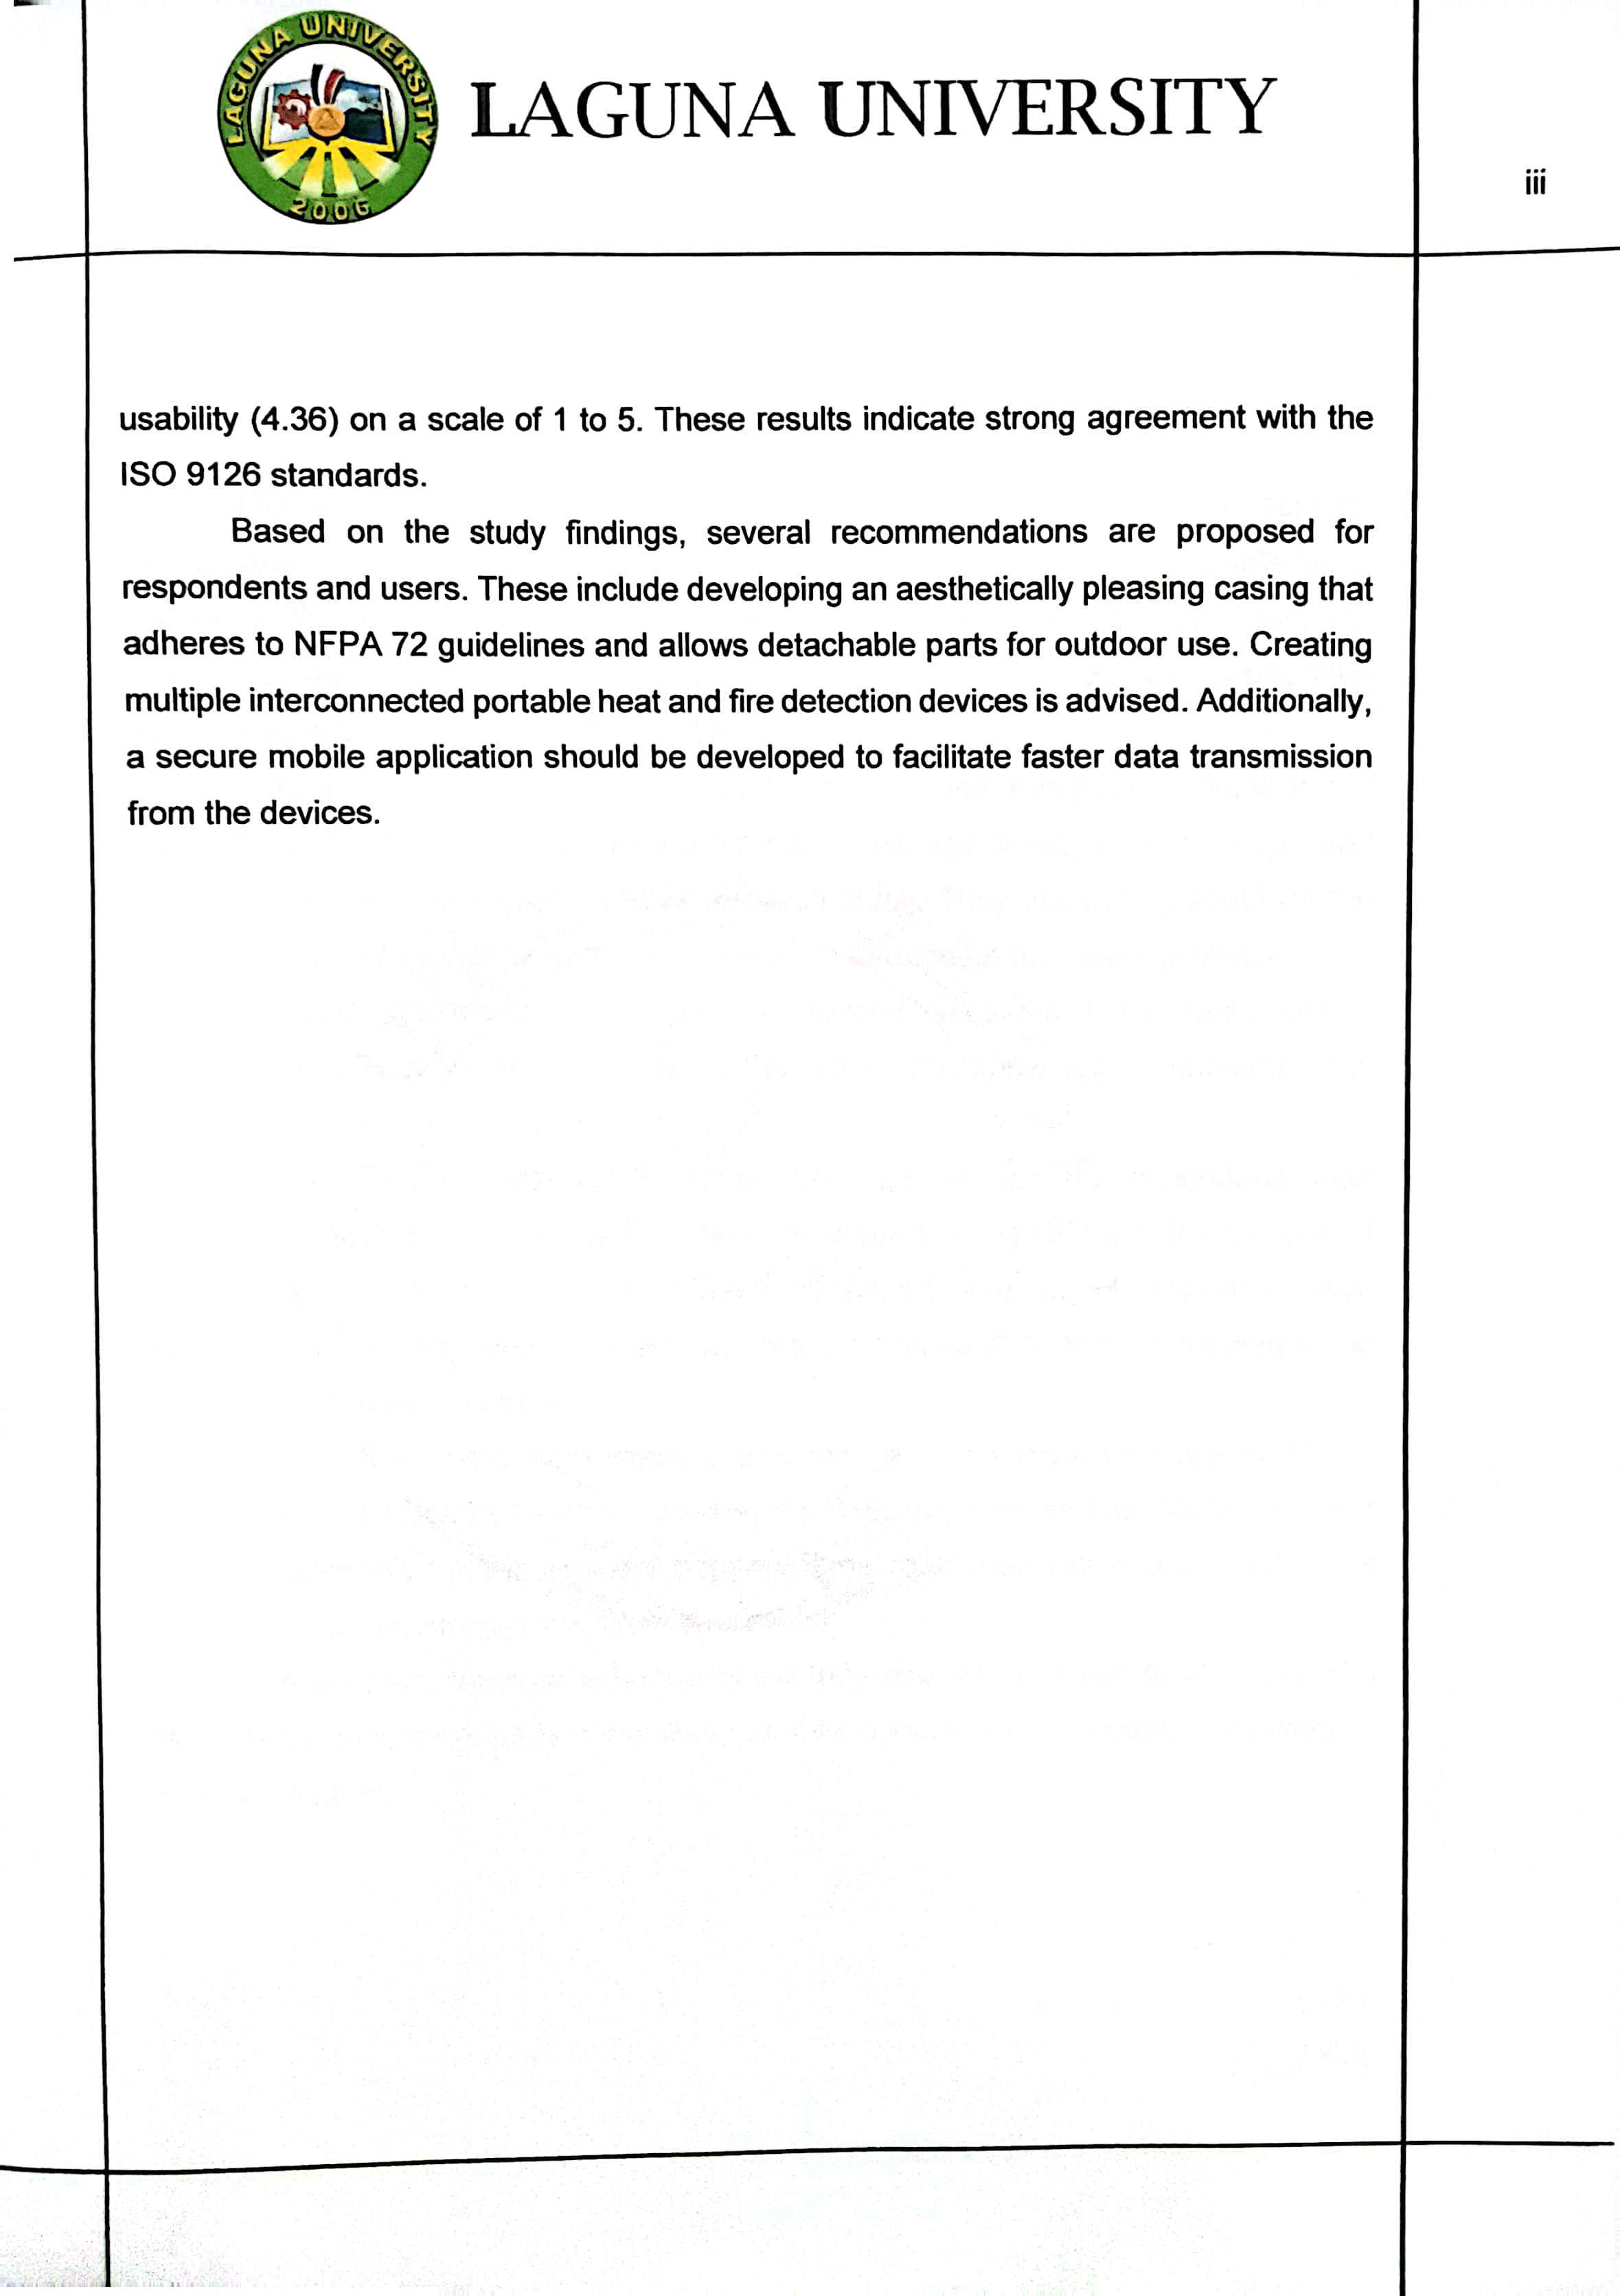 LAGUNA UNIVERSITY
2006
LAGUNA UNIVERSITY
iii
usability (4.36) on a scale of 1 to 5. These results indicate strong agreement with the
ISO 9126 standards.
Based on the study findings, several recommendations are proposed for
respondents and users. These include developing an aesthetically pleasing casing that
adheres to NFPA 72 guidelines and allows detachable parts for outdoor use. Creating
multiple interconnected portable heat and fire detection devices is advised. Additionally,
a secure mobile application should be developed to facilitate faster data transmission
from the devices.